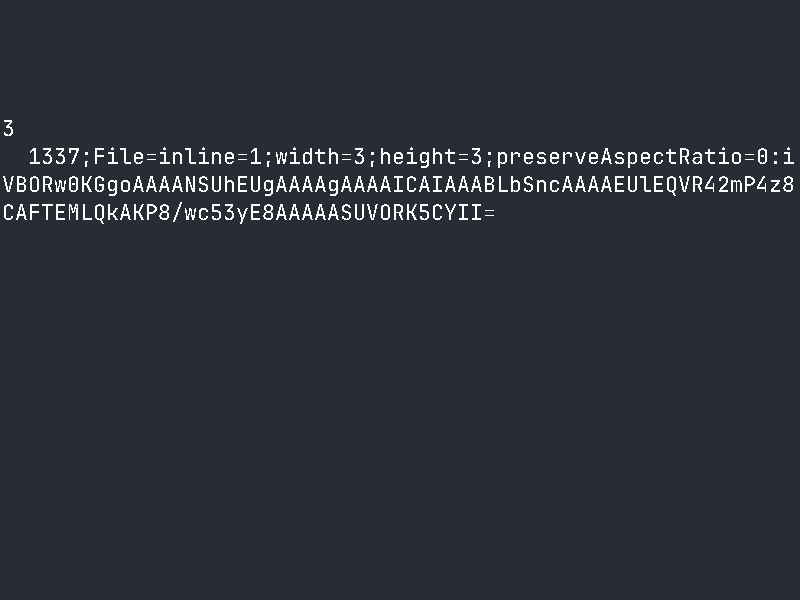 3
  1337;File=inline=1;width=3;height=3;preserveAspectRatio=0:i
VBORw0KGgoAAAANSUhEUgAAAAgAAAAICAIAAABLbSncAAAAEUlEQVR42mP4z8
CAFTEMLQkAKP8/wc53yE8AAAAASUVORK5CYII=